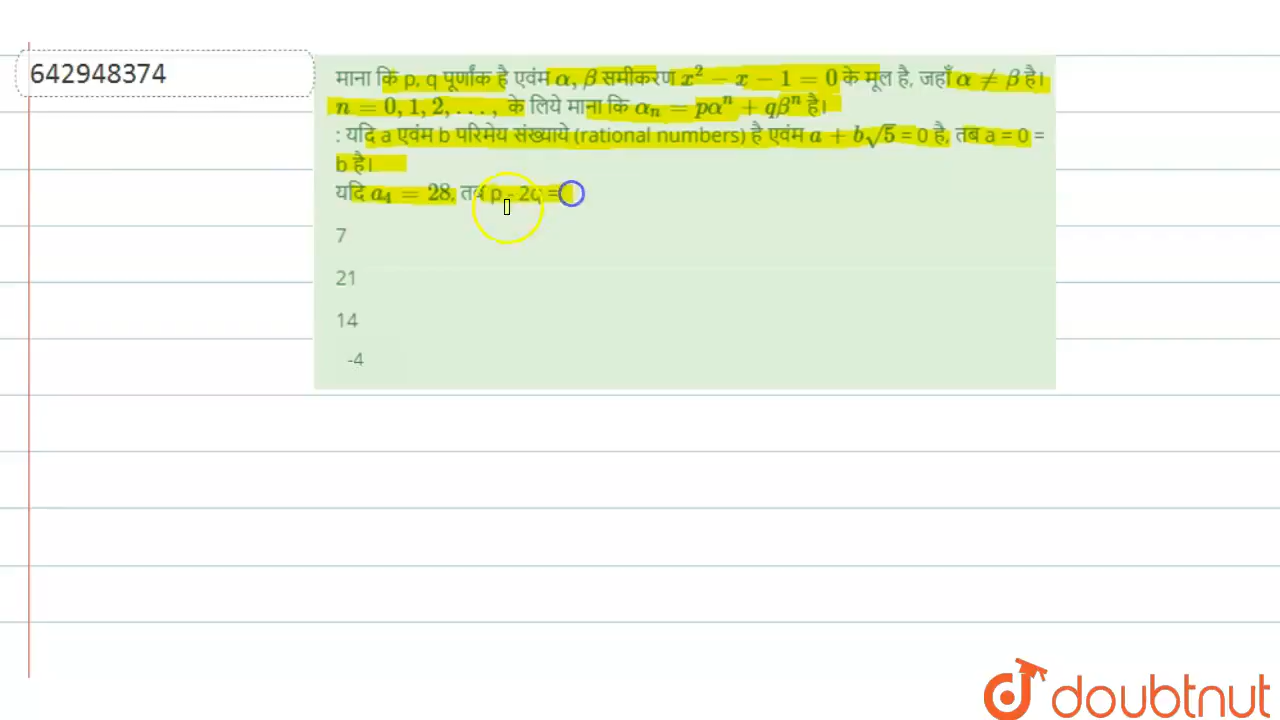 642948374
माना कि p, q पूर्णांक है एवंम α, β समीकरण x² − x − 1 = 0 के मूल है, जहाँ α ≠ β है।
n = 0, 1, 2, . . . . , के लिये माना कि αₙ = pαⁿ + qβⁿ है।
: यदि a एवंम b परिमेय संख्याये (rational numbers) है एवंम a + b√5 = 0 है, तब a = 0 =
b है।
यदि a₄ = 28, तब p - 2q =
7
21
14
-4
doubtnut